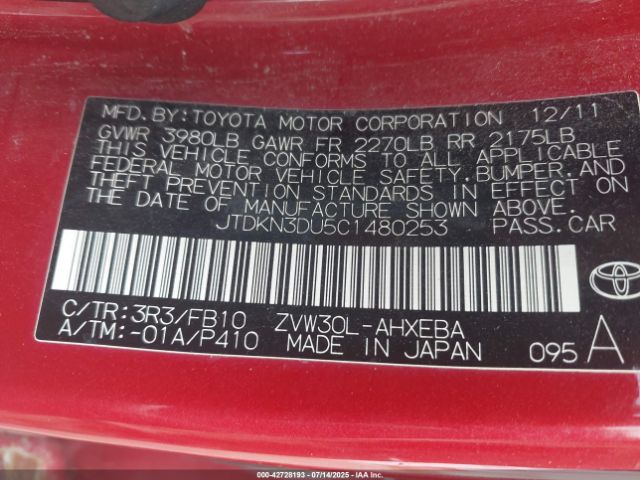 MFD. BY: TOYOTA MOTOR CORPORATION 12/11
GVWR 3980LB GAWR FR 2270LB RR 2175LB
THIS VEHICLE CONFORMS TO ALL APPLICABLE
FEDERAL MOTOR VEHICLE SAFETY, BUMPER, AND
THEFT PREVENTION STANDARDS IN EFFECT ON
THE DATE OF MANUFACTURE SHOWN ABOVE.
JTDKN3DU5C1480253 PASS. CAR
C/TR: 3R3/FB10 ZVW30L-AHXEBA
A/TM: -01A/P410 MADE IN JAPAN 095 A
TOYOTA
000-42728193 - 07/14/2025 - IAAI.COM